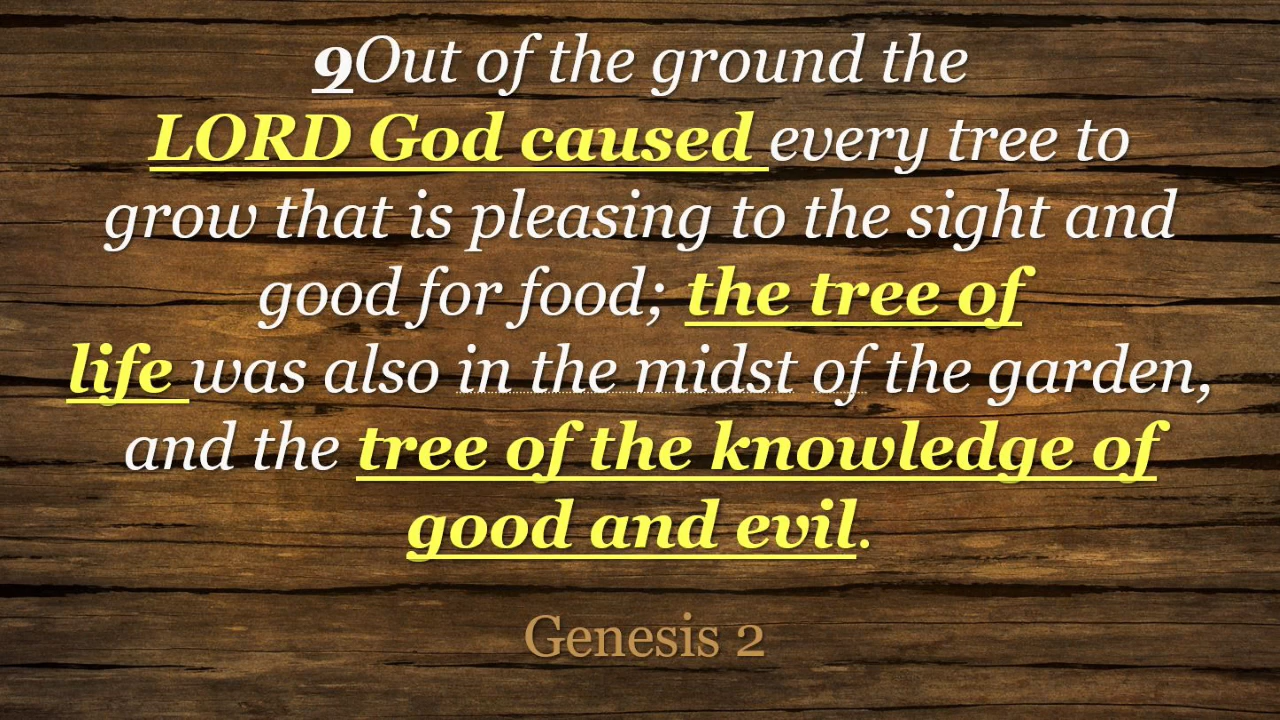 9Out of the ground the
LORD God caused every tree to
grow that is pleasing to the sight and
good for food; the tree of
life was also in the midst of the garden,
and the tree of the knowledge of
good and evil.
Genesis 2